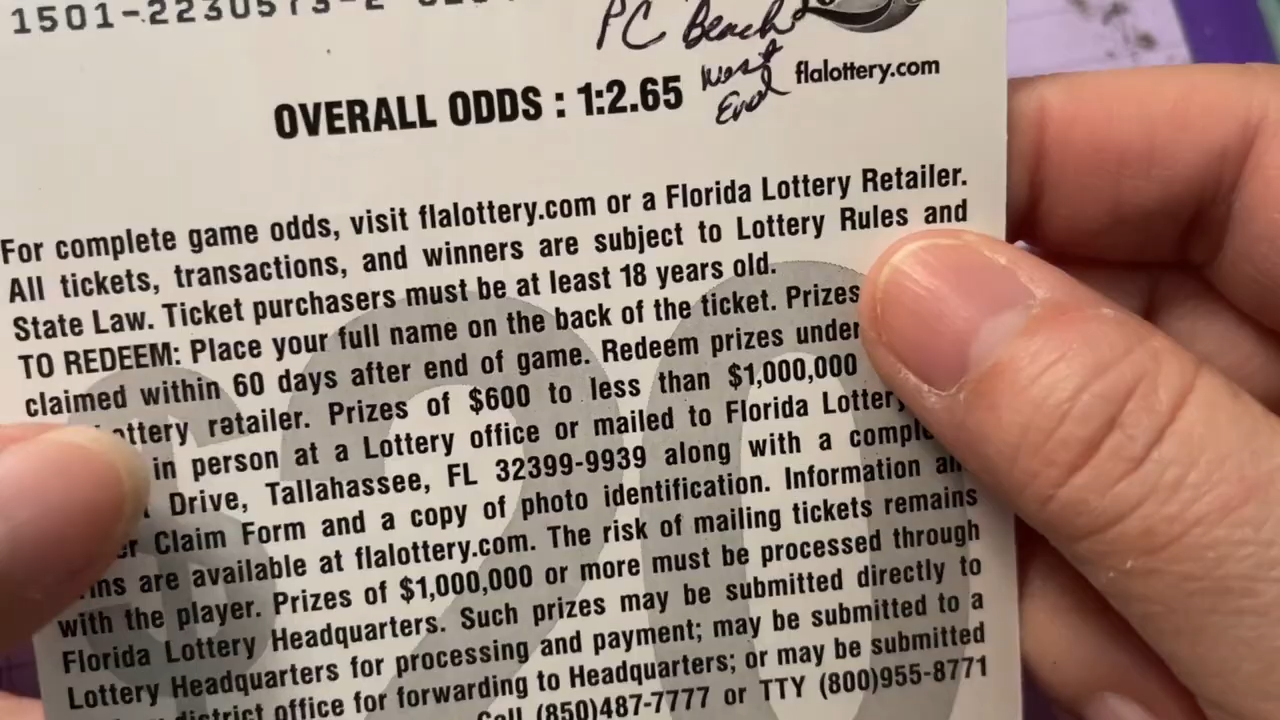 1501-2230573-2
PC Beach
West
End
flalottery.com
OVERALL ODDS : 1:2.65
For complete game odds, visit flalottery.com or a Florida Lottery Retailer.
All tickets, transactions, and winners are subject to Lottery Rules and
State Law. Ticket purchasers must be at least 18 years old.
TO REDEEM: Place your full name on the back of the ticket. Prizes
claimed within 60 days after end of game. Redeem prizes under
ottery retailer. Prizes of $600 to less than $1,000,000
in person at a Lottery office or mailed to Florida Lottery
Drive, Tallahassee, FL 32399-9939 along with a comple
er Claim Form and a copy of photo identification. Information an
ins are available at flalottery.com. The risk of mailing tickets remains
with the player. Prizes of $1,000,000 or more must be processed through
Florida Lottery Headquarters. Such prizes may be submitted directly to
Lottery Headquarters for processing and payment; may be submitted to a
district office for forwarding to Headquarters; or may be submitted
Call (850)487-7777 or TTY (800)955-8771
$20